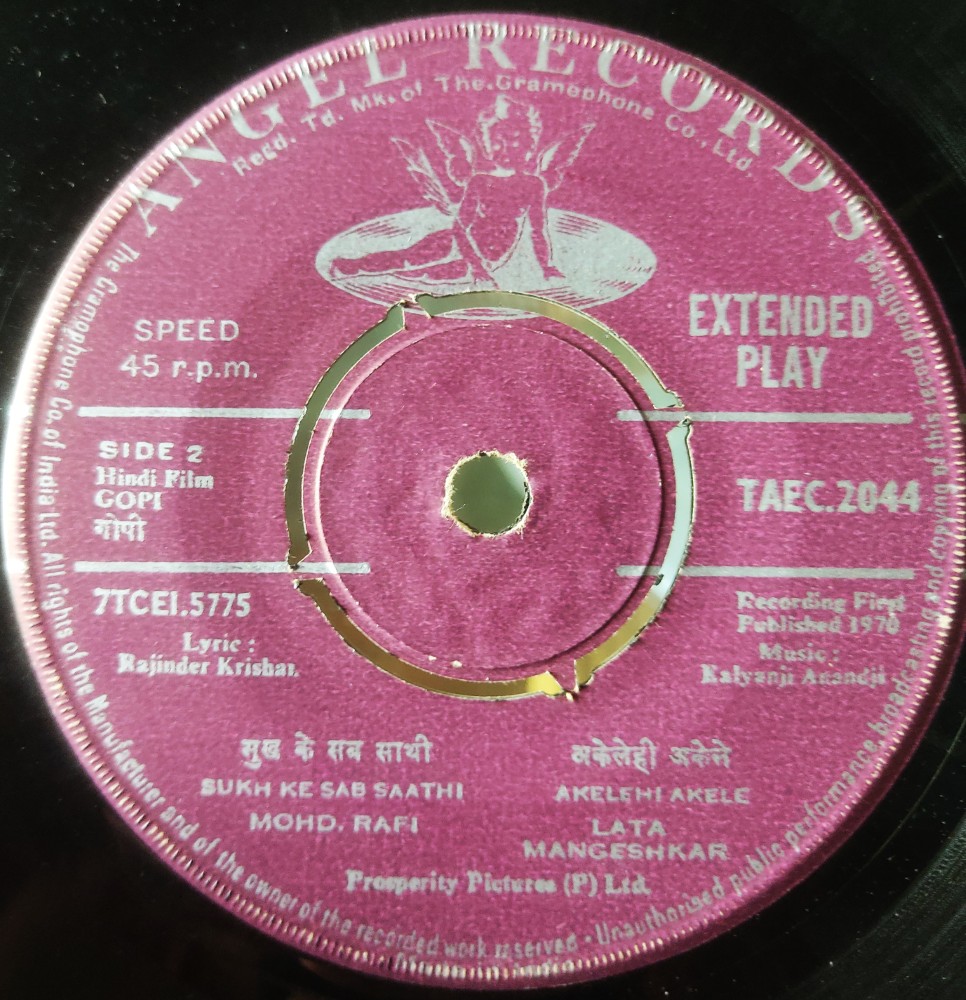 ANGEL RECORDS
Regd. Td. Mk. of The Gramophone Co., Ltd.
SPEED
45 r.p.m.
EXTENDED
PLAY
SIDE 2
Hindi Film
GOPI
गोपी
TAEC.2044
7TCEI.5775
Lyric :
Rajinder Krishan.
Recording First
Published 1970
Music :
Kalyanji Anandji
सुख के सब साथी
SUKH KE SAB SAATHI
MOHD. RAFI
अकेलेही अकेले
AKELEHI AKELE
LATA
MANGESHKAR
Prosperity Pictures (P) Ltd.
The Gramophone Co. of India Ltd. All rights of the Manufacturer and of the owner of the recorded work reserved · Unauthorised public performance, broadcasting and copying of this record prohibited